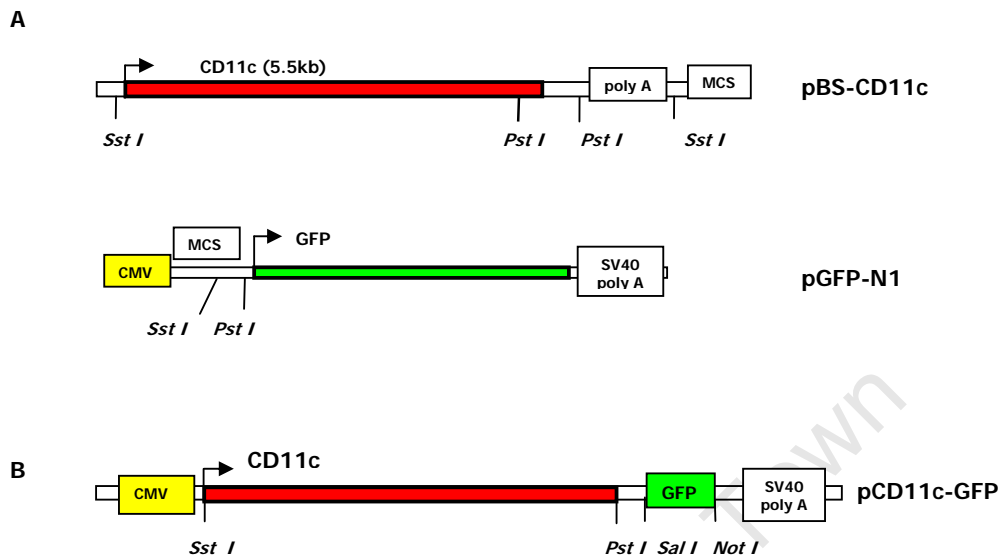 A
CD11c (5.5kb)
poly A
MCS
pBS-CD11c
Sst I
Pst I
Pst I
Sst I
MCS
GFP
CMV
SV40
poly A
pGFP-N1
Sst I
Pst I
Town
B
CD11c
CMV
GFP
SV40
poly A
pCD11c-GFP
Sst I
Pst I
Sal I
Not I